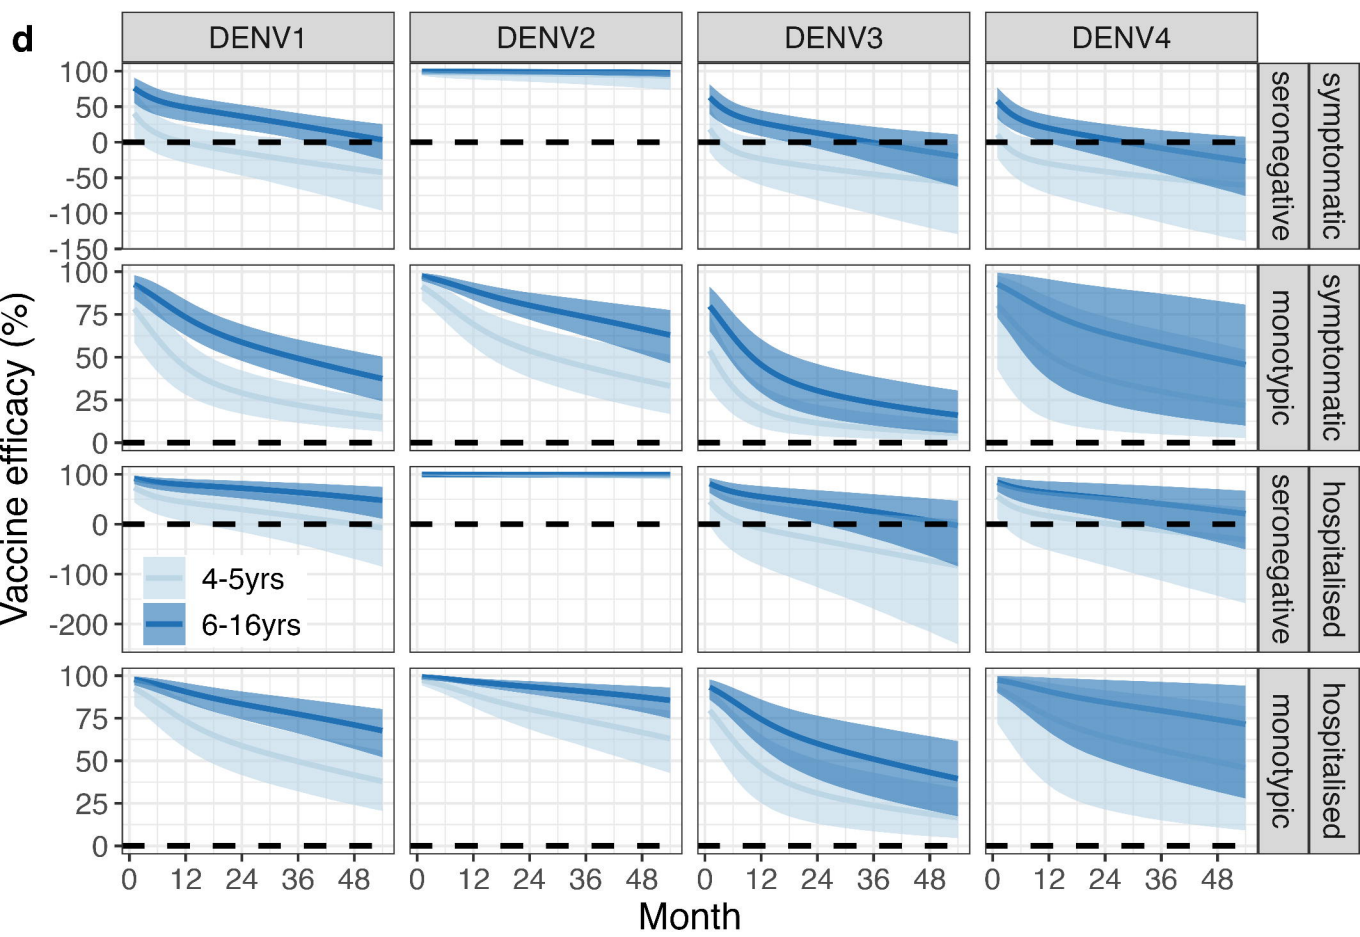 d
DENV1 DENV2 DENV3 DENV4
Vaccine efficacy (%)
100
50
0
-50
-100
-150
seronegative
symptomatic
100
75
50
25
0
monotypic
symptomatic
100
0
-100
-200
seronegative
hospitalised
4-5yrs
6-16yrs
100
75
50
25
0
monotypic
hospitalised
0 12 24 36 48 0 12 24 36 48 0 12 24 36 48 0 12 24 36 48
Month